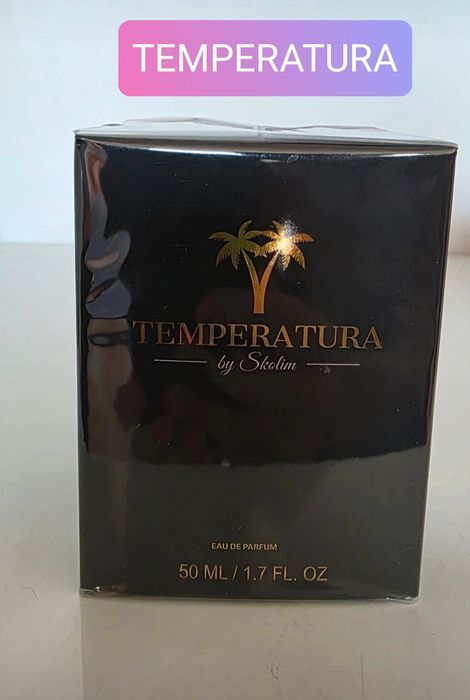 TEMPERATURA
TEMPERATURA
by Skolim
EAU DE PARFUM
50 ML / 1.7 FL. OZ